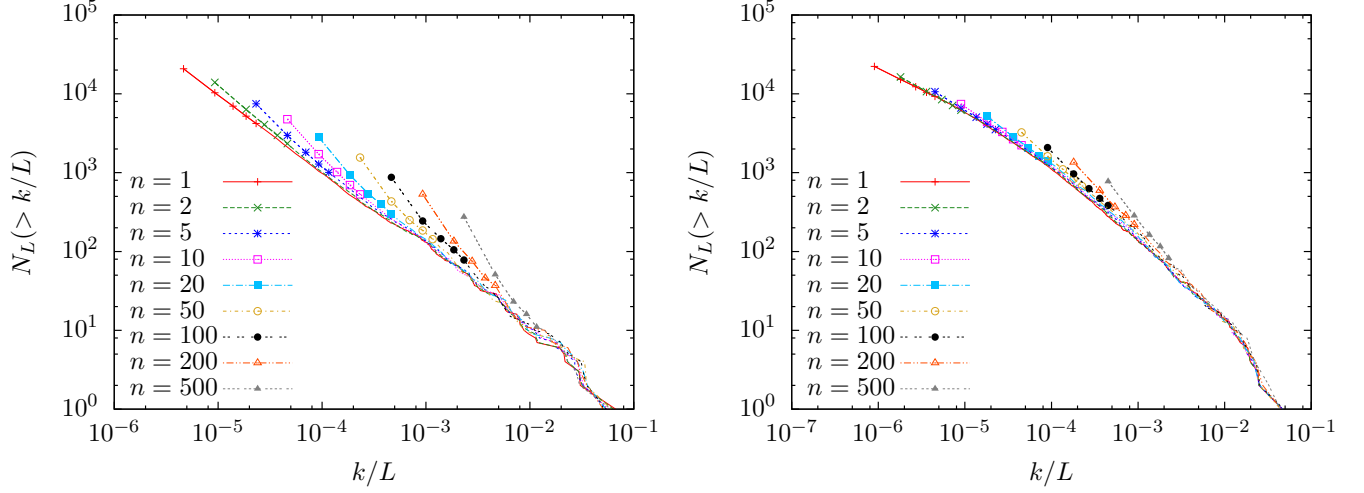 10^5
10^4
10^3
10^2
10^1
10^0
N_L(> k/L)
n = 1
n = 2
n = 5
n = 10
n = 20
n = 50
n = 100
n = 200
n = 500
10^{-6} 10^{-5} 10^{-4} 10^{-3} 10^{-2} 10^{-1}
k/L
10^5
10^4
10^3
10^2
10^1
10^0
N_L(> k/L)
n = 1
n = 2
n = 5
n = 10
n = 20
n = 50
n = 100
n = 200
n = 500
10^{-7} 10^{-6} 10^{-5} 10^{-4} 10^{-3} 10^{-2} 10^{-1}
k/L